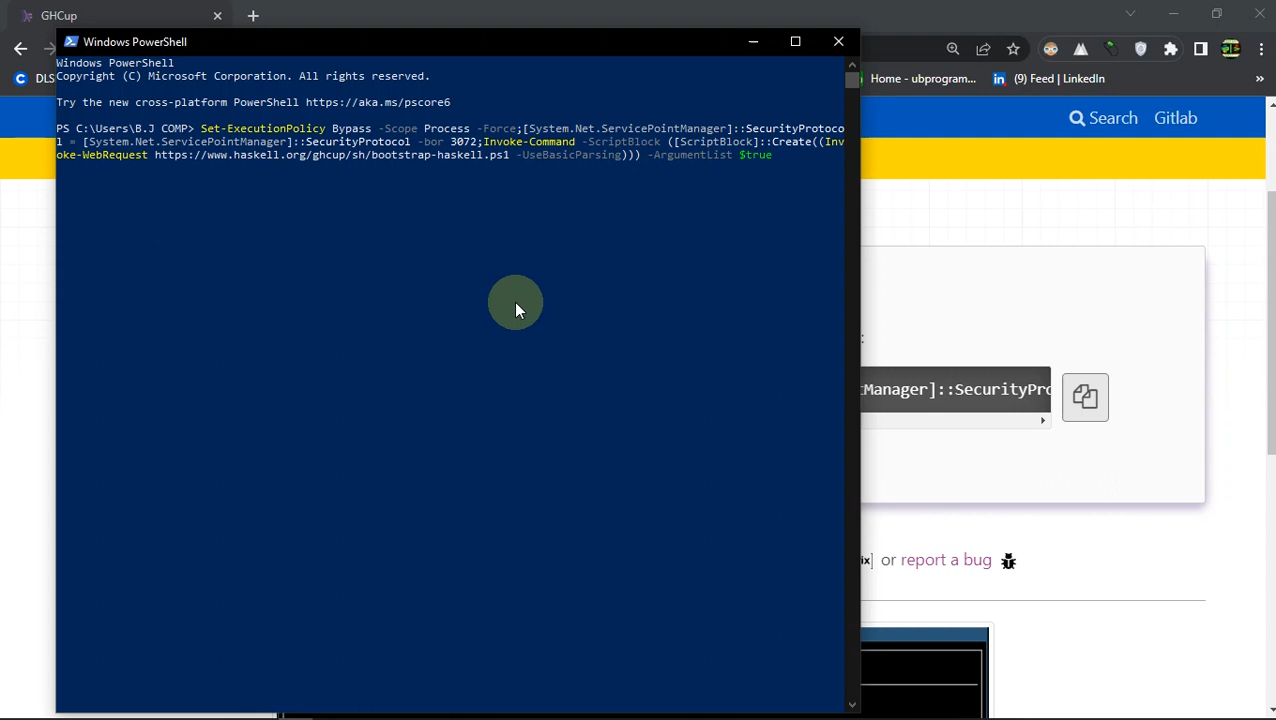 GHCup
Windows PowerShell
DLS
Home - ubprogram...
(9) Feed | LinkedIn
»
Windows PowerShell
Copyright (C) Microsoft Corporation. All rights reserved.
Try the new cross-platform PowerShell https://aka.ms/pscore6
PS C:\Users\B.J COMP> Set-ExecutionPolicy Bypass -Scope Process -Force;[System.Net.ServicePointManager]::SecurityProtoco
l = [System.Net.ServicePointManager]::SecurityProtocol -bor 3072;Invoke-Command -ScriptBlock ([ScriptBlock]::Create((Inv
oke-WebRequest https://www.haskell.org/ghcup/sh/bootstrap-haskell.ps1 -UseBasicParsing))) -ArgumentList $true
Search
Gitlab
:
tManager]::SecurityPro
ix] or report a bug